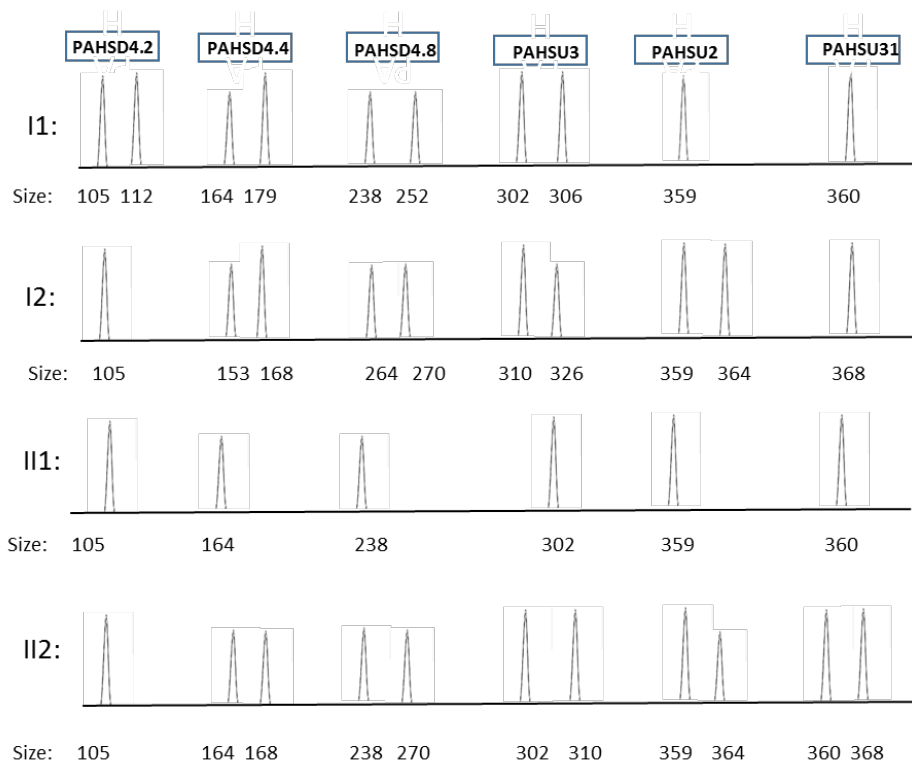 PAHSD4.2 PAHSD4.4 PAHSD4.8 PAHSU3 PAHSU2 PAHSU31
I1:
Size: 105 112 164 179 238 252 302 306 359 360
I2:
Size: 105 153 168 264 270 310 326 359 364 368
II1:
Size: 105 164 238 302 359 360
II2:
Size: 105 164 168 238 270 302 310 359 364 360 368